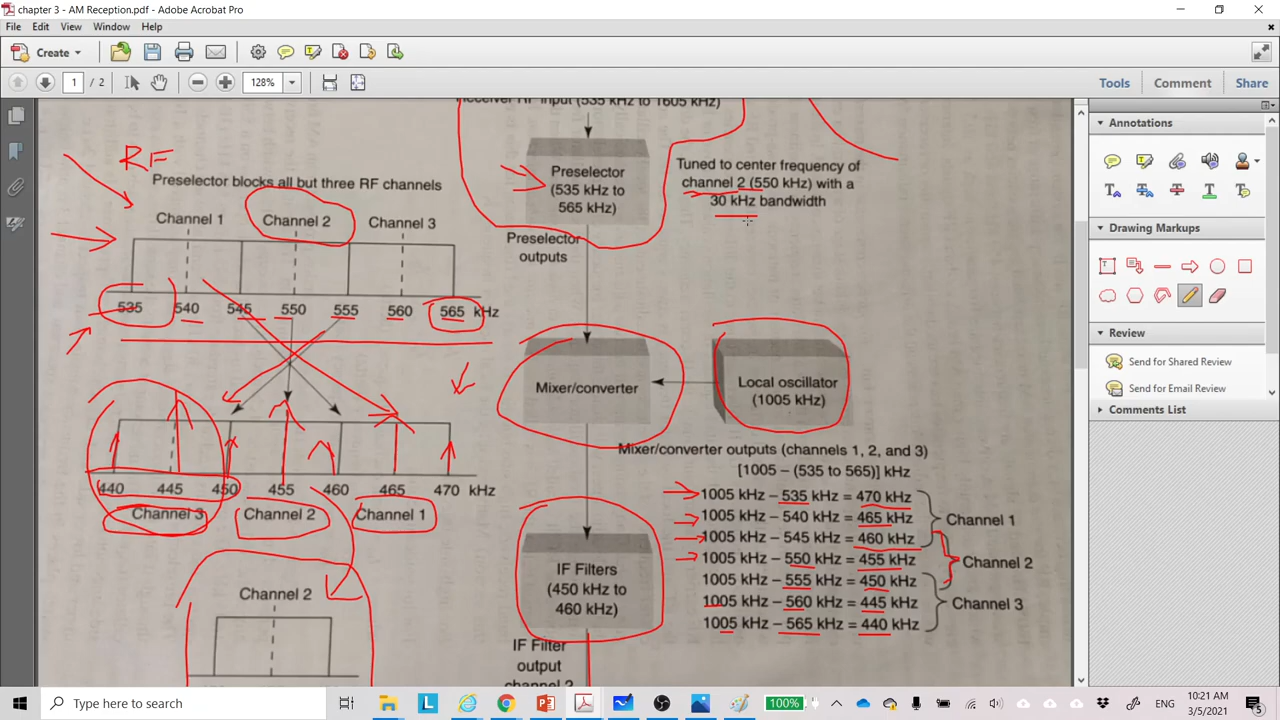 chapter 3 - AM Reception.pdf - Adobe Acrobat Pro
File Edit View Window Help
Create
1 / 2
128%
Tools Comment Share
Receiver RF input (535 kHz to 1605 kHz)
RF
Preselector blocks all but three RF channels
Channel 1 Channel 2 Channel 3
535 540 545 550 555 560 565 kHz
Preselector
(535 kHz to
565 kHz)
Tuned to center frequency of
channel 2 (550 kHz) with a
30 kHz bandwidth
Preselector
outputs
Mixer/converter
Local oscillator
(1005 kHz)
440 445 450 455 460 465 470 kHz
Channel 3 Channel 2 Channel 1
Mixer/converter outputs (channels 1, 2, and 3)
[1005 – (535 to 565)] kHz
1005 kHz – 535 kHz = 470 kHz
1005 kHz – 540 kHz = 465 kHz
1005 kHz – 545 kHz = 460 kHz
1005 kHz – 550 kHz = 455 kHz
1005 kHz – 555 kHz = 450 kHz
1005 kHz – 560 kHz = 445 kHz
1005 kHz – 565 kHz = 440 kHz
Channel 1
Channel 2
Channel 3
IF Filters
(450 kHz to
460 kHz)
Channel 2
IF Filter
output
channel 2
Annotations
Drawing Markups
Review
Send for Shared Review
Send for Email Review
Comments List
Type here to search
100%
10:21 AM
3/5/2021
5